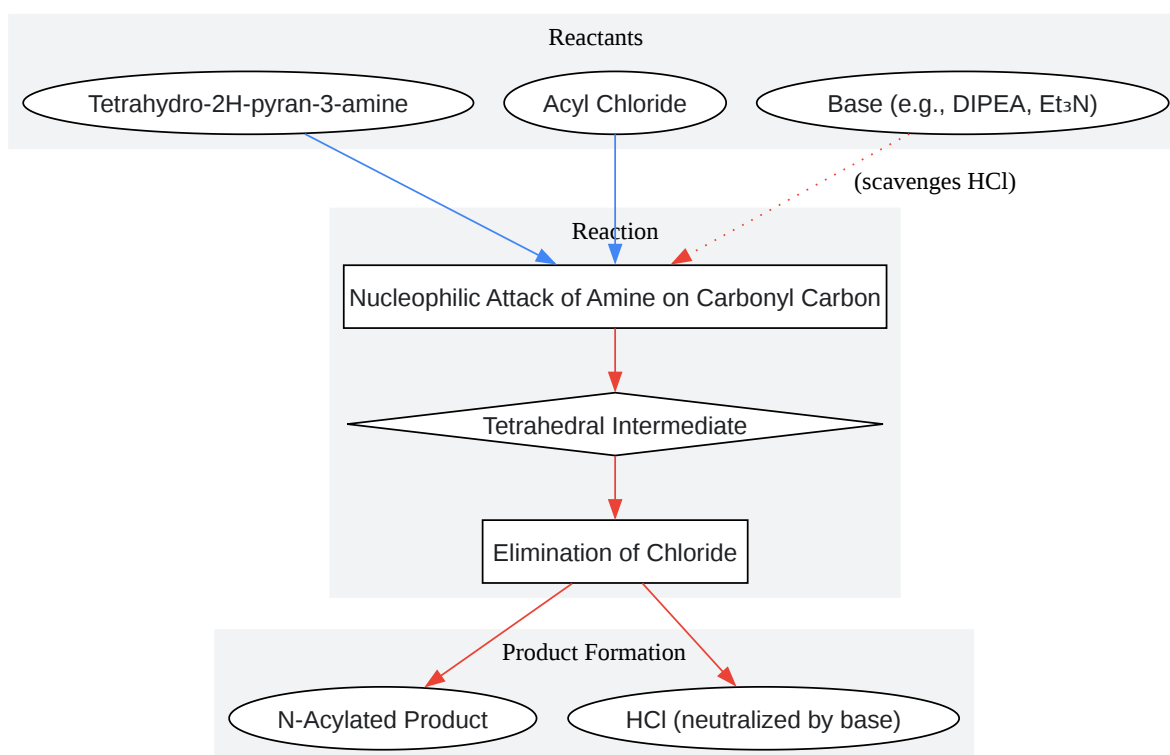 Reactants
Tetrahydro-2H-pyran-3-amine
Acyl Chloride
Base (e.g., DIPEA, Et₃N)
(scavenges HCl)
Reaction
Nucleophilic Attack of Amine on Carbonyl Carbon
Tetrahedral Intermediate
Elimination of Chloride
Product Formation
N-Acylated Product
HCl (neutralized by base)